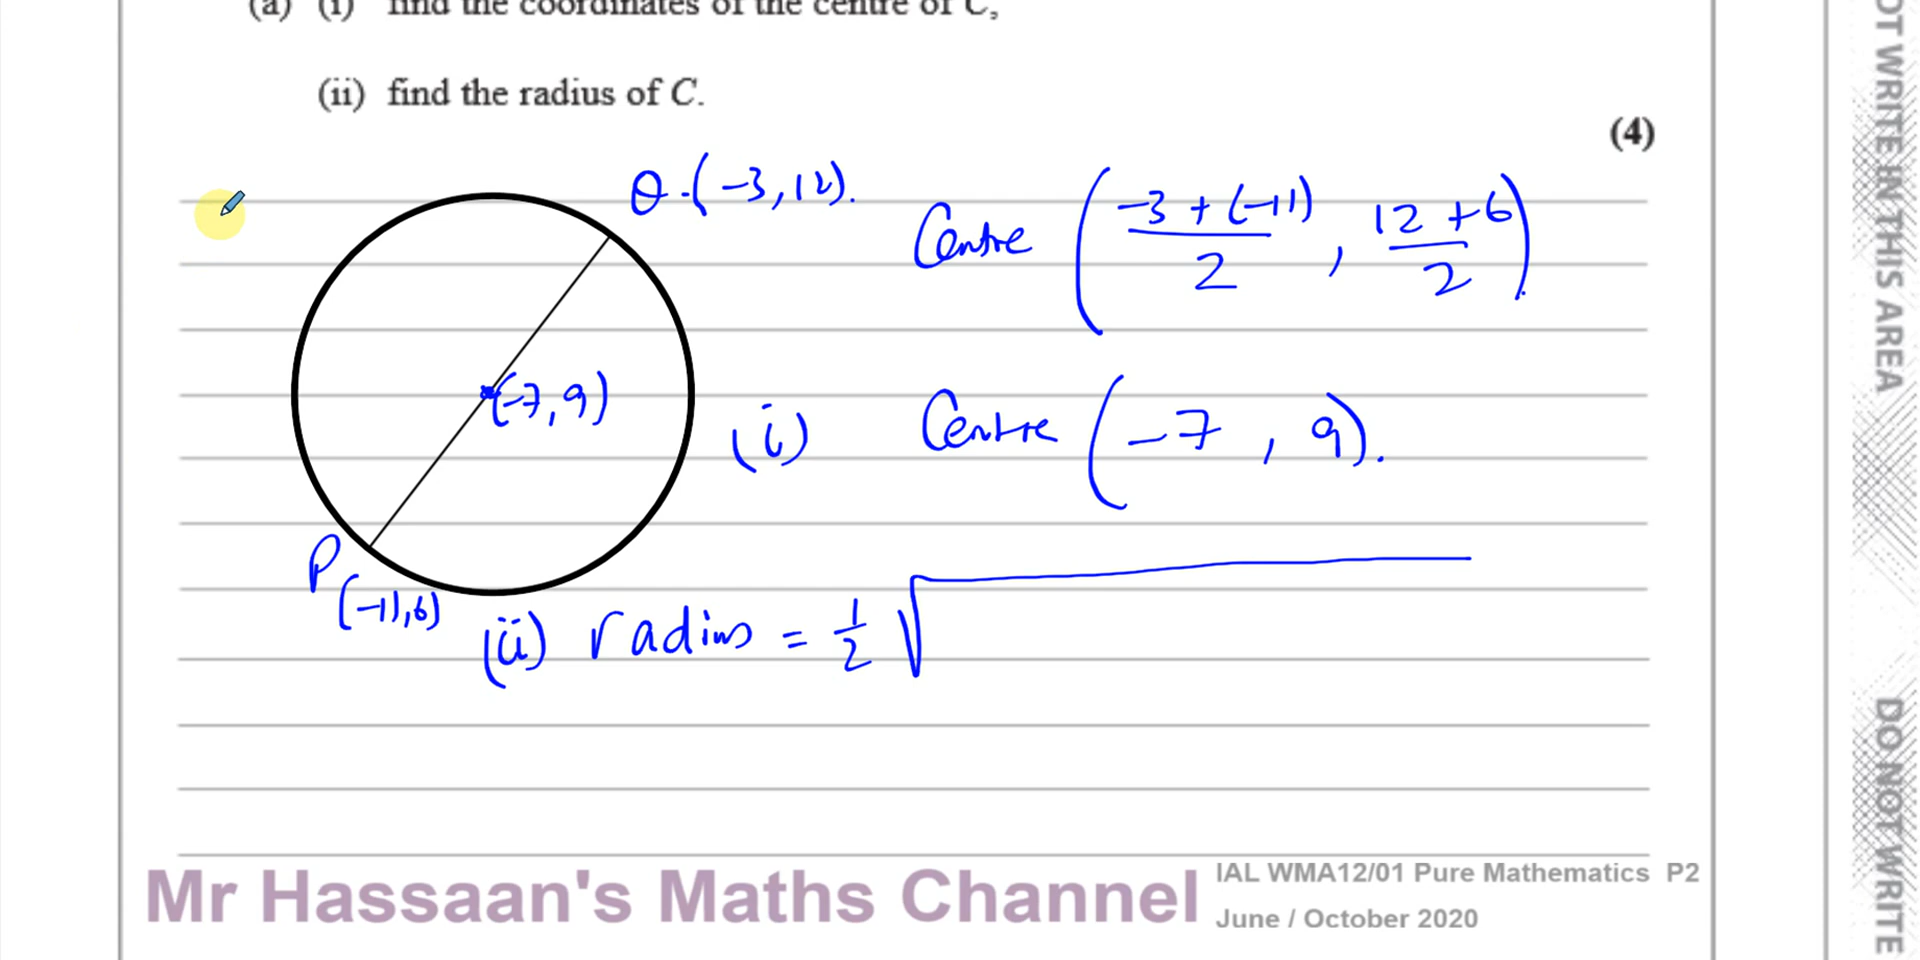 (a) (i) find the coordinates of the centre of C,
(ii) find the radius of C.
(4)
Q.(-3,12).
Centre (-3+(-11)/2, 12+6/2).
(-7,9)
(i) Centre (-7, 9).
P
(-11,6)
(ii) radius = 1/2 √
Mr Hassaan's Maths Channel
IAL WMA12/01 Pure Mathematics P2
June / October 2020
OT WRITE IN THIS AREA
DO NOT WRITE